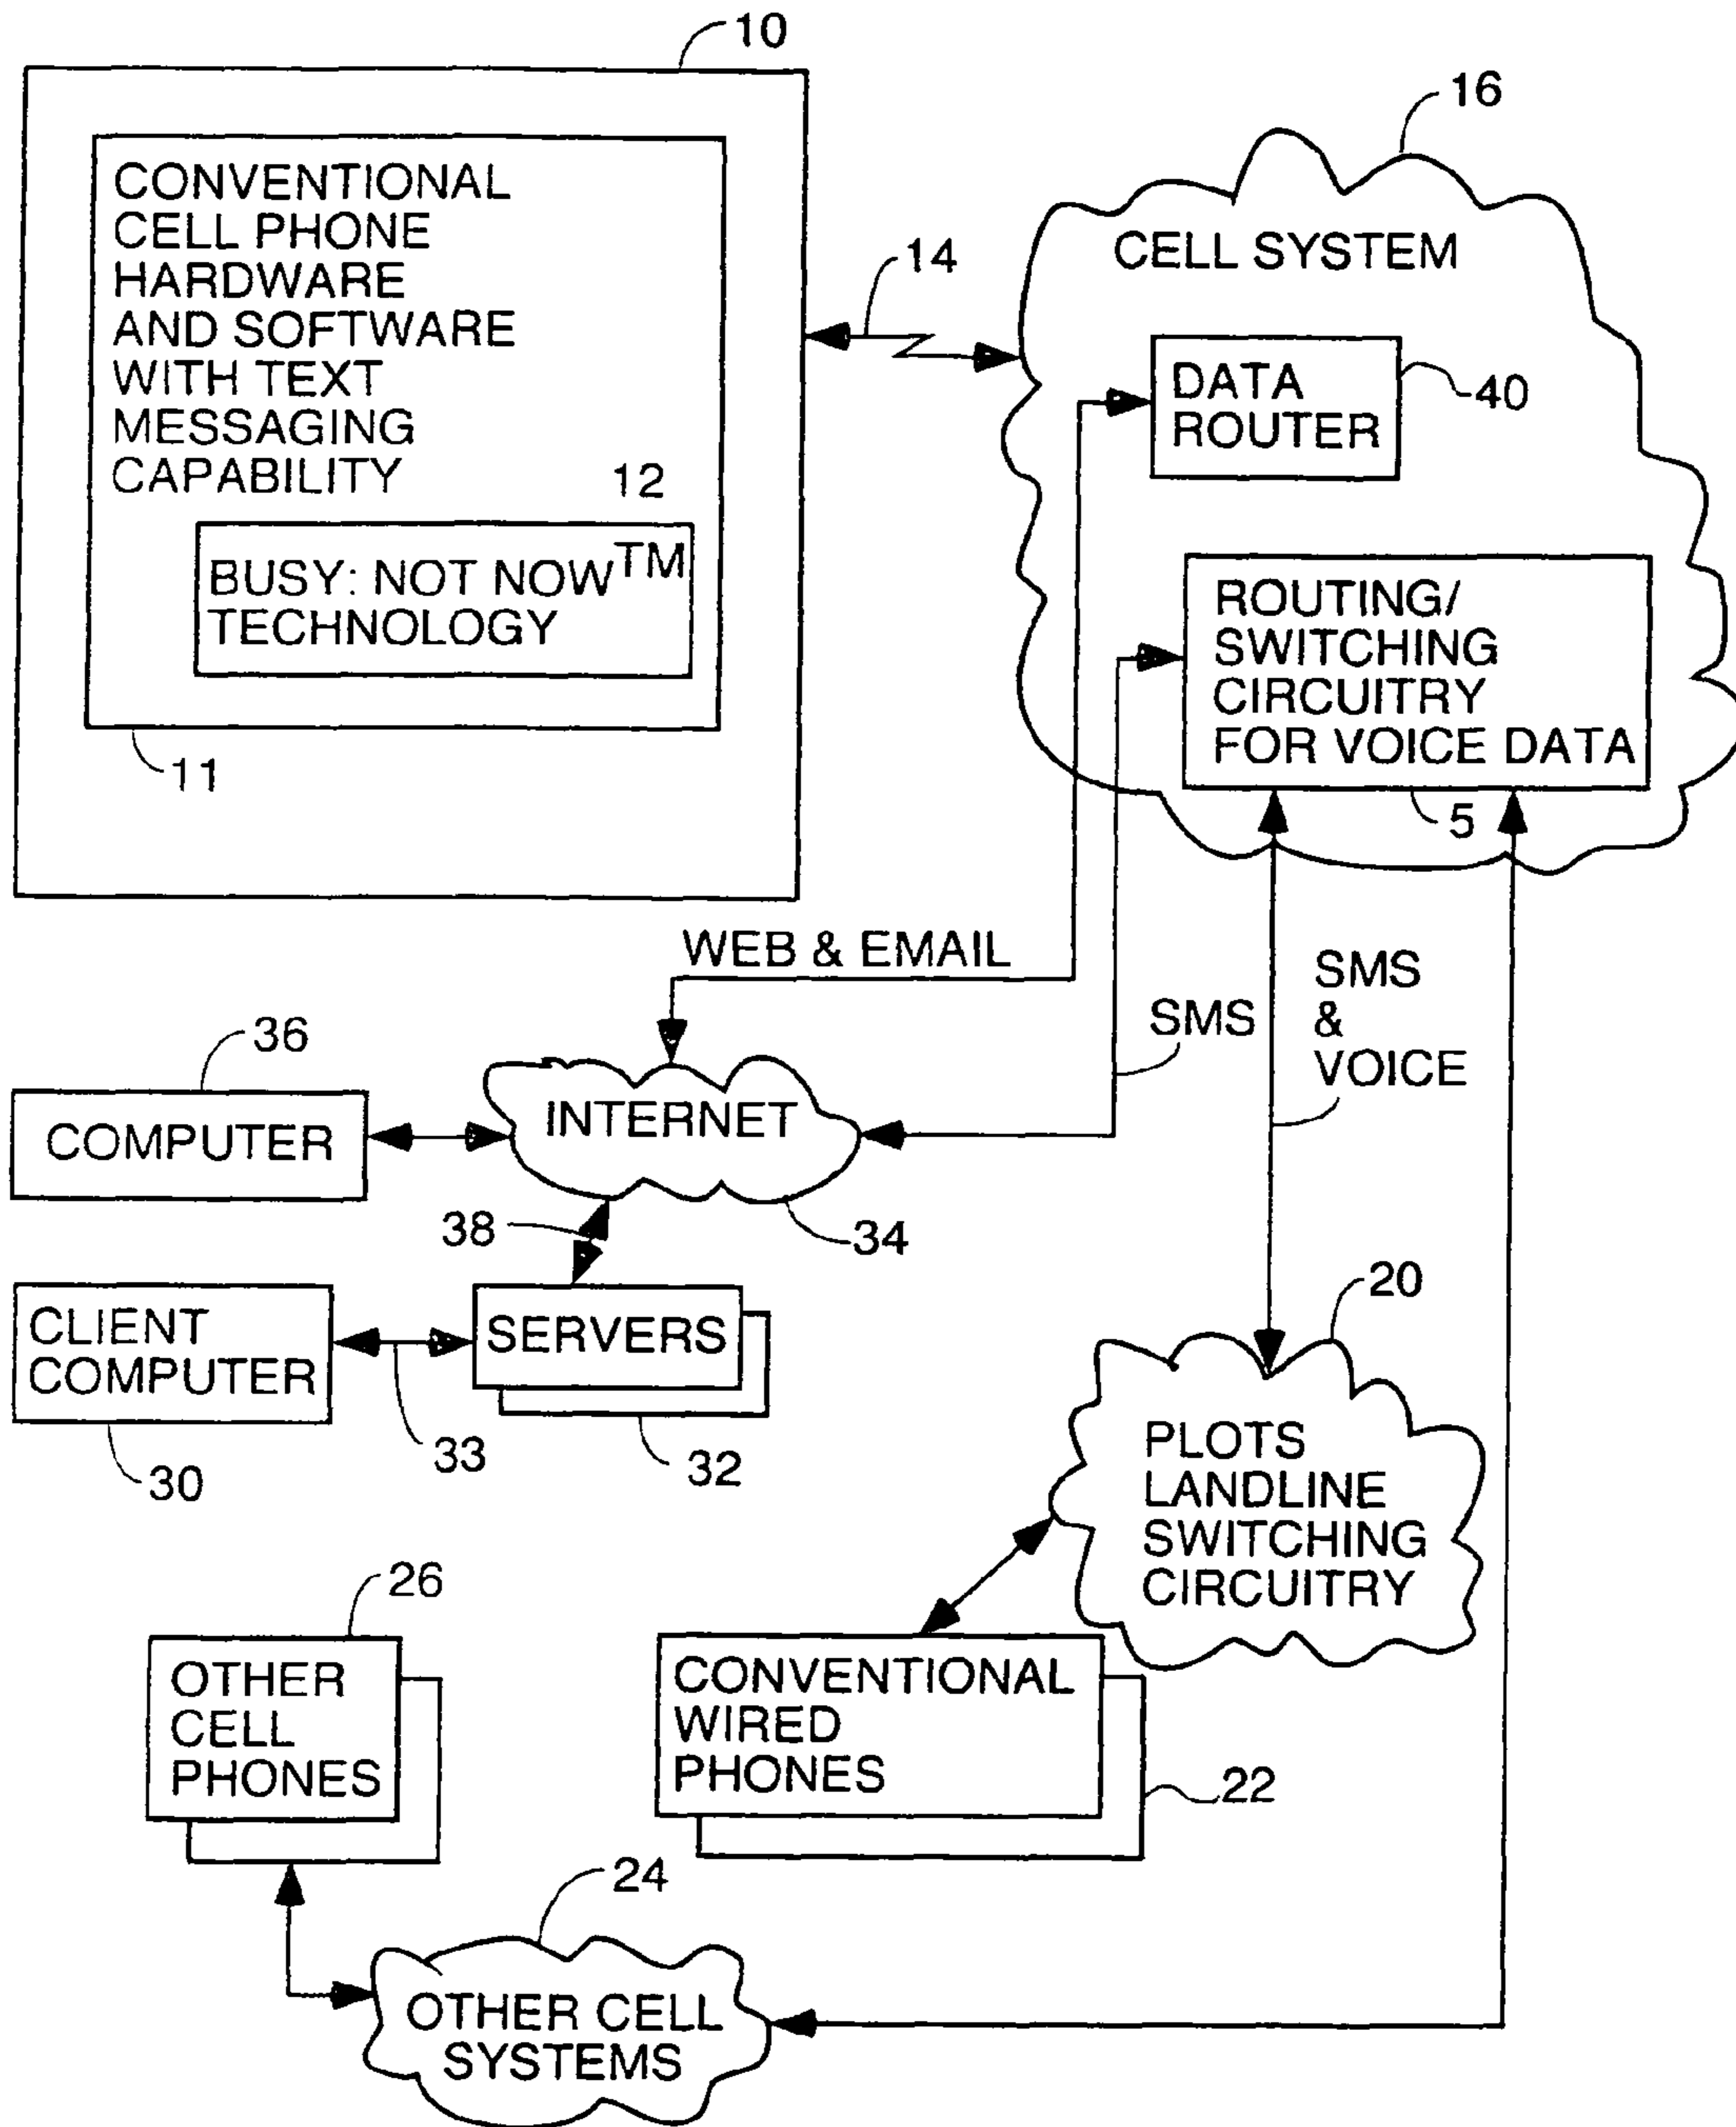 10
16
CONVENTIONAL
CELL PHONE
HARDWARE
AND SOFTWARE
WITH TEXT
MESSAGING
CAPABILITY
12
BUSY: NOT NOW™
TECHNOLOGY
11
14
CELL SYSTEM
DATA
ROUTER
40
ROUTING/
SWITCHING
CIRCUITRY
FOR VOICE DATA
5
WEB & EMAIL
SMS
SMS
&
VOICE
36
COMPUTER
INTERNET
34
38
CLIENT
COMPUTER
30
33
SERVERS
32
20
PLOTS
LANDLINE
SWITCHING
CIRCUITRY
26
OTHER
CELL
PHONES
CONVENTIONAL
WIRED
PHONES
22
24
OTHER CELL
SYSTEMS